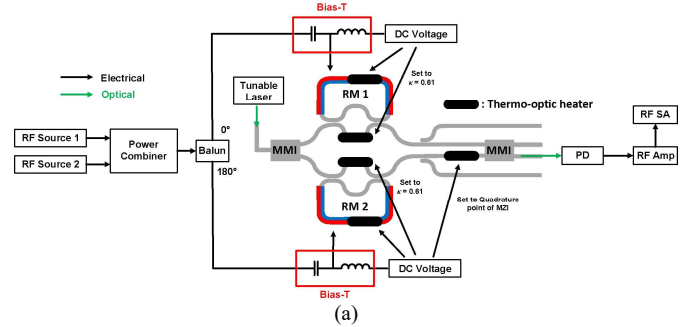 Bias-T
DC Voltage
Electrical
Optical
Tunable
Laser
RM 1
Set to
κ = 0.61
: Thermo-optic heater
RF SA
RF Source 1
RF Source 2
Power
Combiner
0°
Balun
180°
MMI
MMI
PD
RF Amp
Set to
κ = 0.61
Set to Quadrature
point of MZI
RM 2
DC Voltage
Bias-T
(a)